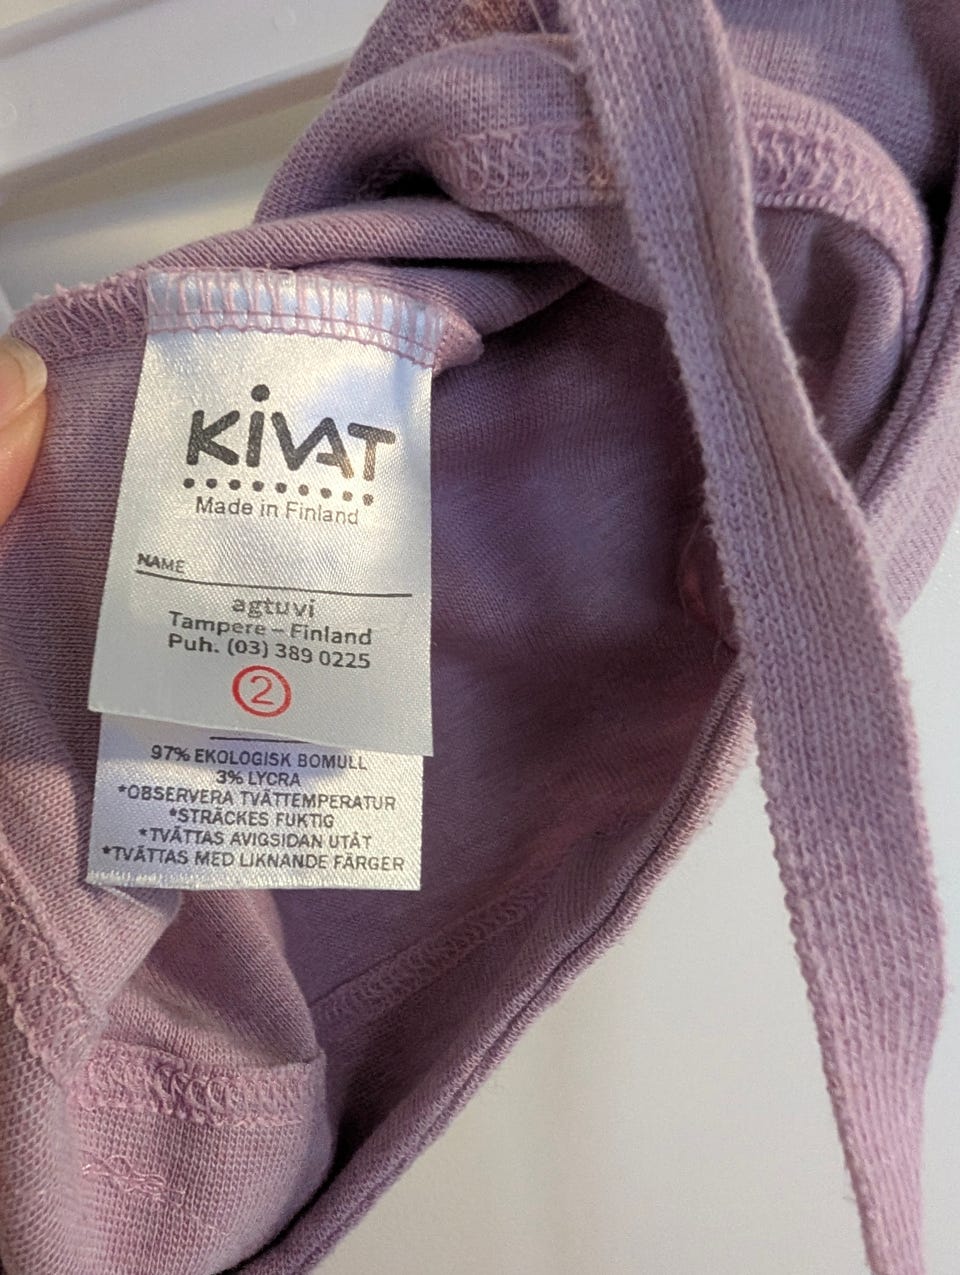 KiVAT
Made in Finland
NAME
agtuvi
Tampere – Finland
Puh. (03) 389 0225
2
97% EKOLOGISK BOMULL
3% LYCRA
*OBSERVERA TVÄTTEMPERATUR
*STRÄCKES FUKTIG
*TVÄTTAS AVIGSIDAN UTÅT
*TVÄTTAS MED LIKNANDE FÄRGER